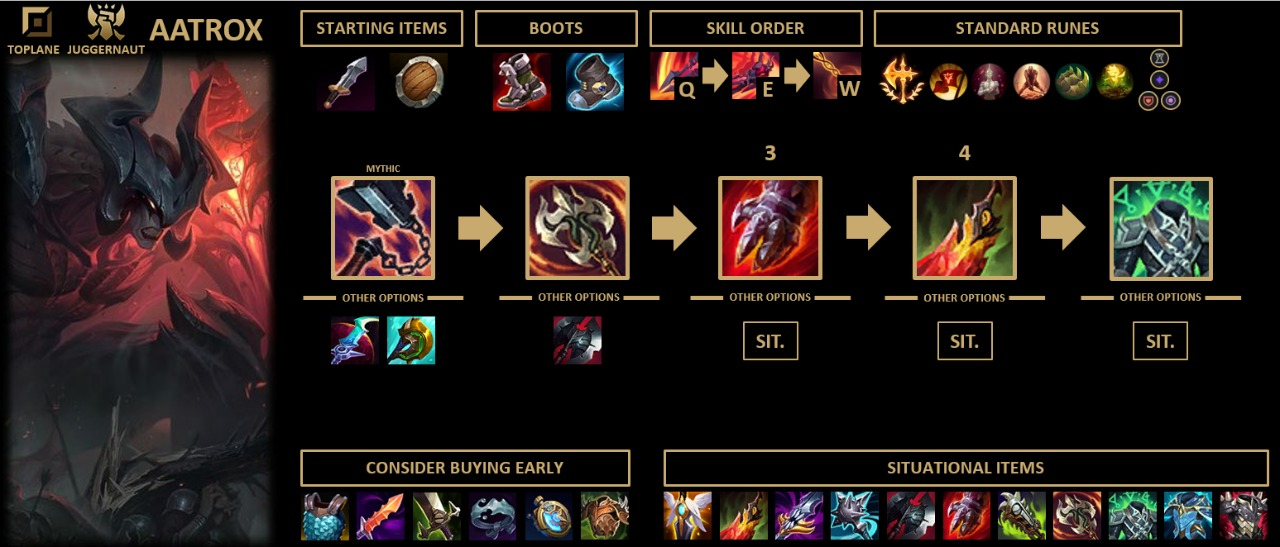 TOPLANE JUGGERNAUT
AATROX
STARTING ITEMS
BOOTS
SKILL ORDER
STANDARD RUNES
Q
E
W
3
4
MYTHIC
OTHER OPTIONS
OTHER OPTIONS
OTHER OPTIONS
OTHER OPTIONS
OTHER OPTIONS
SIT.
SIT.
SIT.
CONSIDER BUYING EARLY
SITUATIONAL ITEMS